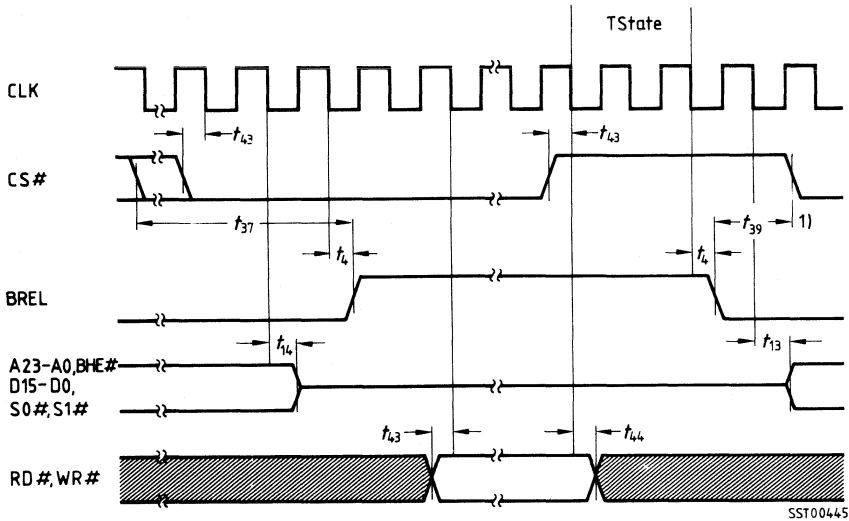 TState
CLK
t43
t43
CS#
t37
t39
1)
t4
t4
BREL
t14
t13
A23-A0,BHE#
D15-D0,
S0#,S1#
t43
t44
RD#,WR#
SST00445